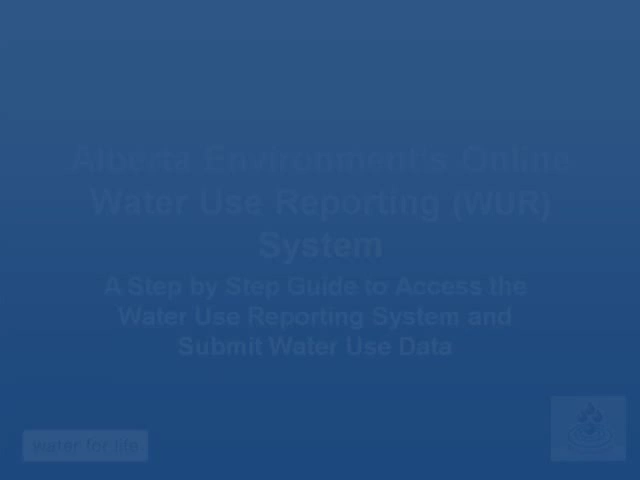 Alberta Environment's Online
Water Use Reporting (WUR)
System
A Step by Step Guide to Access the
Water Use Reporting System and
Submit Water Use Data
water for life